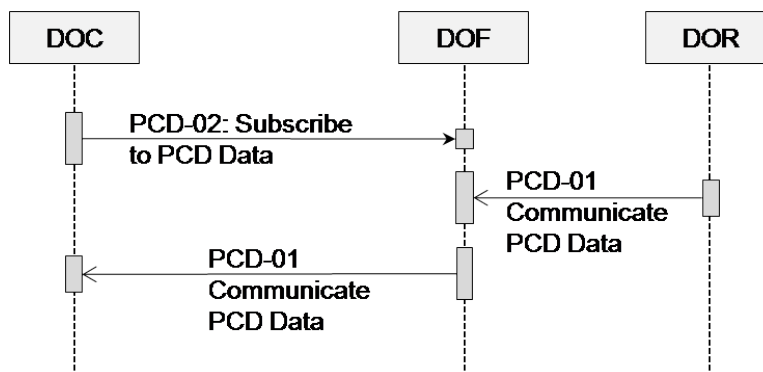 DOC
DOF
DOR
PCD-02: Subscribe
to PCD Data
PCD-01
Communicate
PCD Data
PCD-01
Communicate
PCD Data